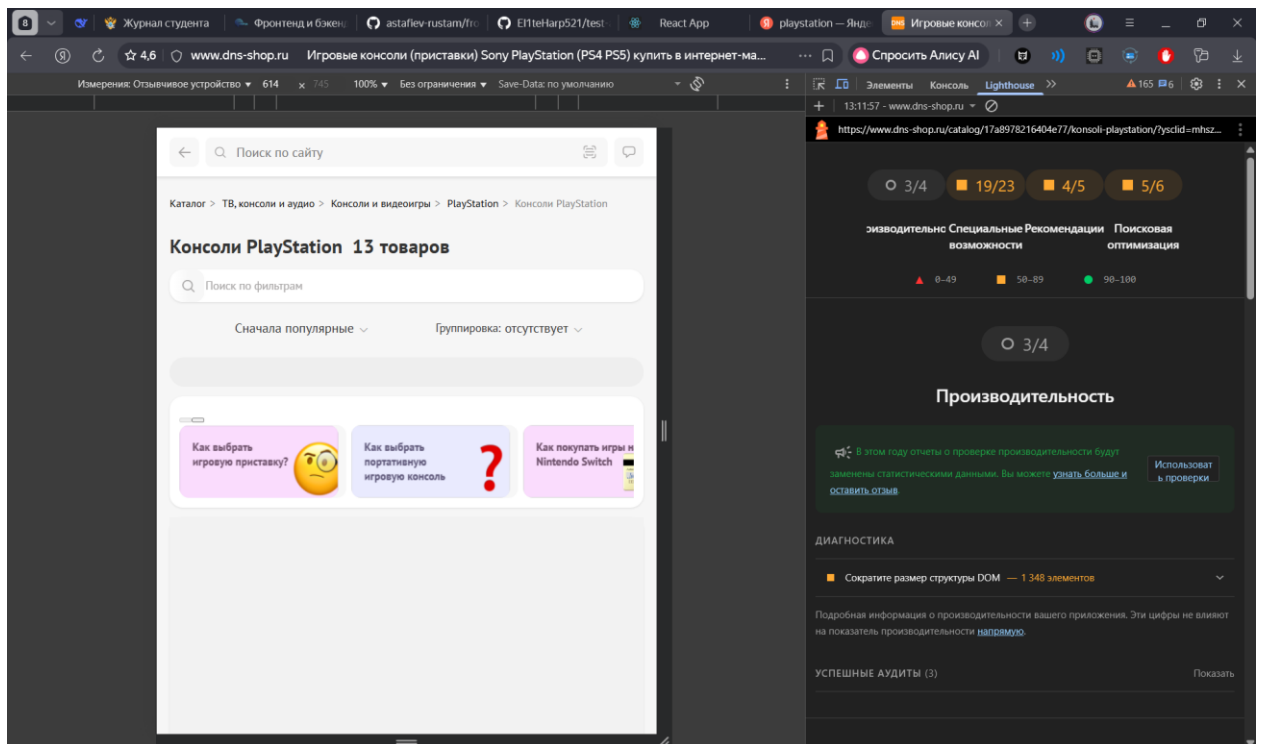 8 Журнал студента Фронтенд и бэкен astafiev-rustam/fro El1teHarp521/test- React App playstation — Янде Игровые консол
4,6 www.dns-shop.ru Игровые консоли (приставки) Sony PlayStation (PS4 PS5) купить в интернет-ма... Спросить Алису AI
Измерения: Отзывчивое устройство 614 x 745 100% Без ограничения Save-Data: по умолчанию
Элементы Консоль Lighthouse 165 6
13:11:57 - www.dns-shop.ru
https://www.dns-shop.ru/catalog/17a8978216404e77/konsoli-playstation/?ysclid=mhsz...
Поиск по сайту
Каталог > ТВ, консоли и аудио > Консоли и видеоигры > PlayStation > Консоли PlayStation
Консоли PlayStation 13 товаров
Поиск по фильтрам
Сначала популярные Группировка: отсутствует
Как выбрать
игровую приставку?
Как выбрать
портативную
игровую консоль
Как покупать игры н
Nintendo Switch
3/4 19/23 4/5 5/6
оизводительно Специальные Рекомендации Поисковая
возможности оптимизация
0–49 50–89 90–100
3/4
Производительность
В этом году отчеты о проверке производительности будут
заменены статистическими данными. Вы можете узнать больше и
оставить отзыв.
Использоват
ь проверки
ДИАГНОСТИКА
Сократите размер структуры DOM — 1 348 элементов
Подробная информация о производительности вашего приложения. Эти цифры не влияют
на показатель производительности напрямую.
УСПЕШНЫЕ АУДИТЫ (3) Показать